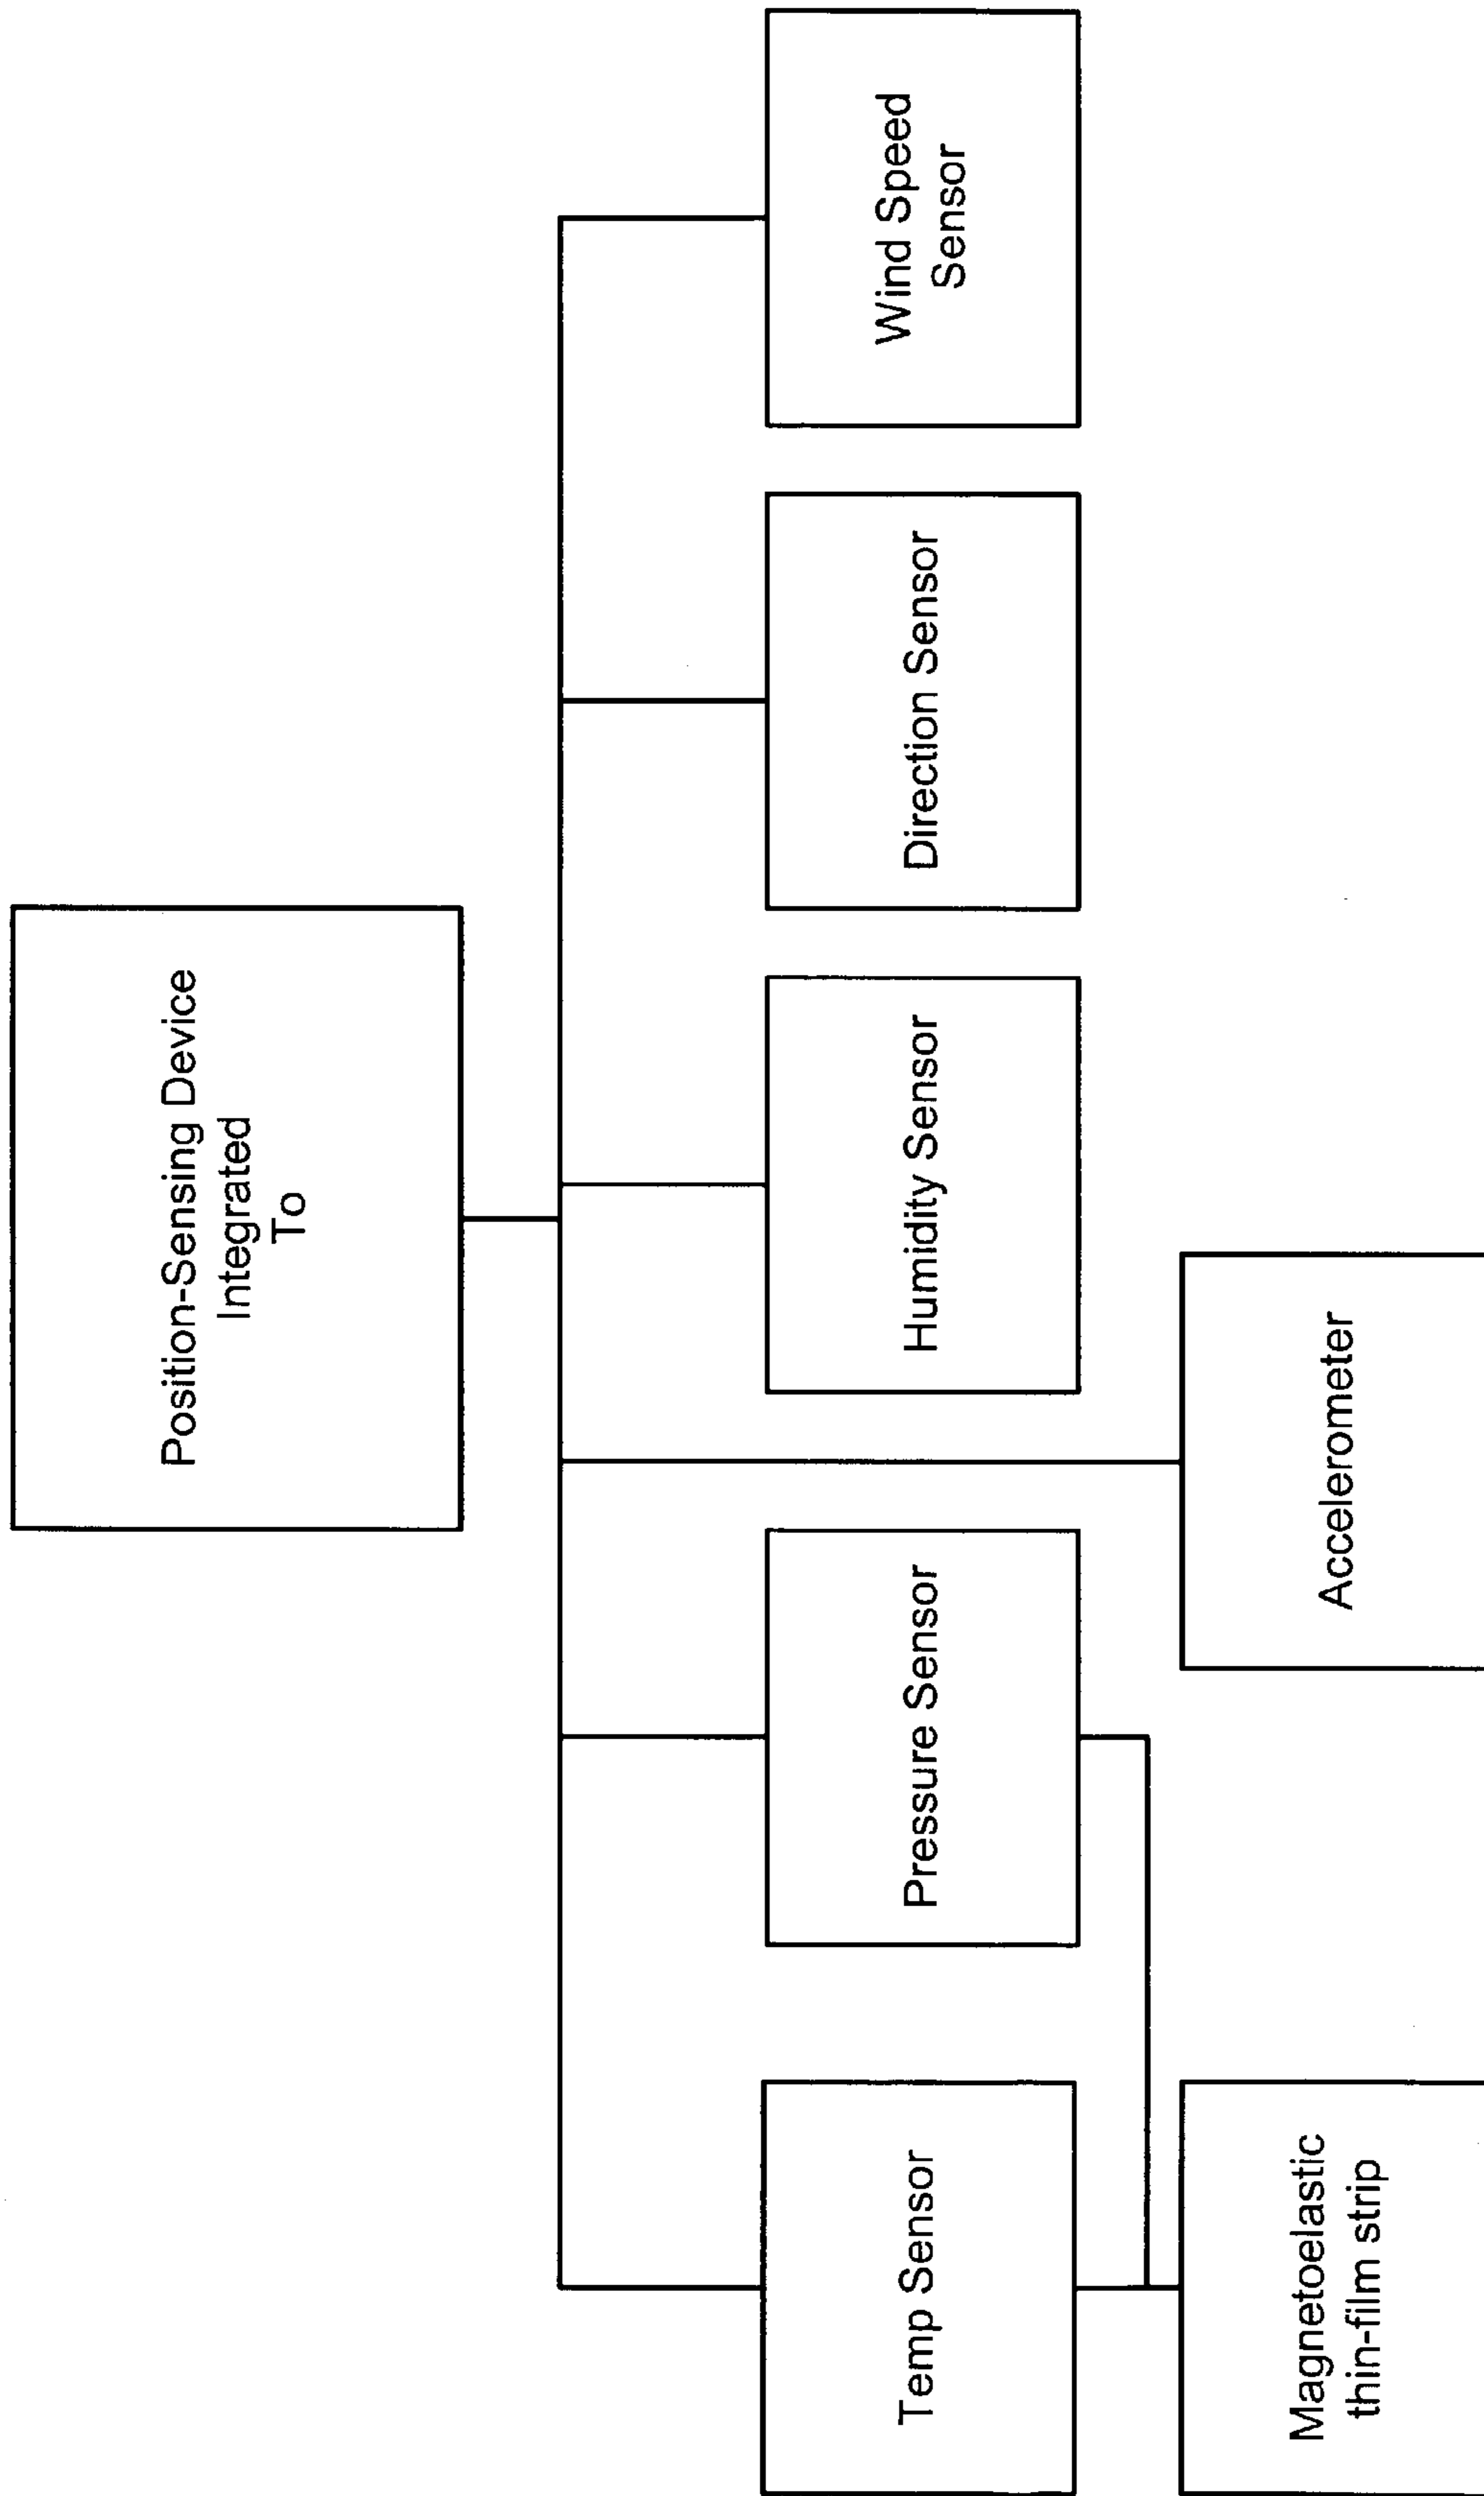 Position-Sensing Device
Integrated
To
Temp Sensor
Pressure Sensor
Humidity Sensor
Direction Sensor
Wind Speed
Sensor
Magnetoelastic
thin-film strip
Accelerometer